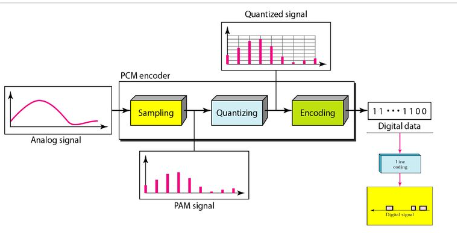 Quantized signal
PCM encoder
Sampling
Quantizing
Encoding
11•••1100
Digital data
Analog signal
PAM signal
Line
coding
Digital signal